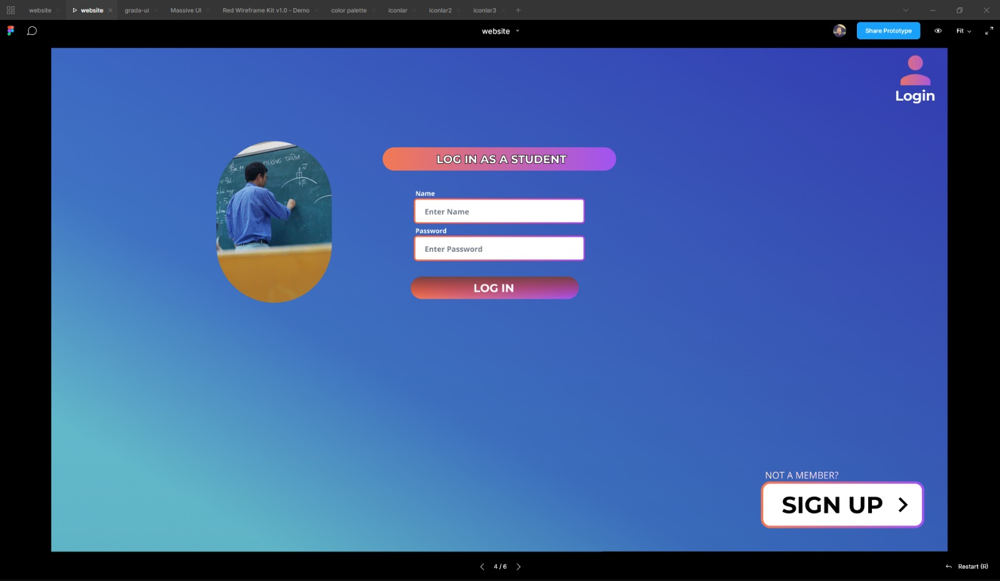 website
website
grada-ui
Massive UI
Red Wireframe Kit v1.0 - Demo
color palette
iconlar
iconlar2
iconlar3
website
Share Prototype
Fit
Login
HƯỚNG TÂM
LOG IN AS A STUDENT
Name
Enter Name
Password
Enter Password
LOG IN
NOT A MEMBER?
SIGN UP
4 / 6
Restart (R)